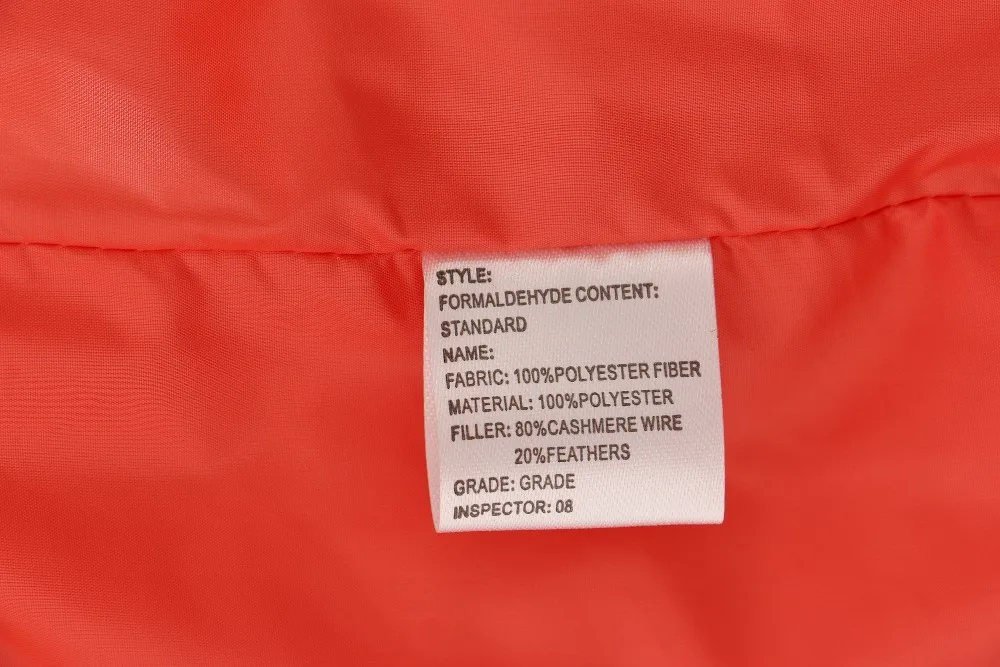 STYLE:
FORMALDEHYDE CONTENT:
STANDARD
NAME:
FABRIC: 100%POLYESTER FIBER
MATERIAL: 100%POLYESTER
FILLER: 80%CASHMERE WIRE
20%FEATHERS
GRADE: GRADE
INSPECTOR: 08